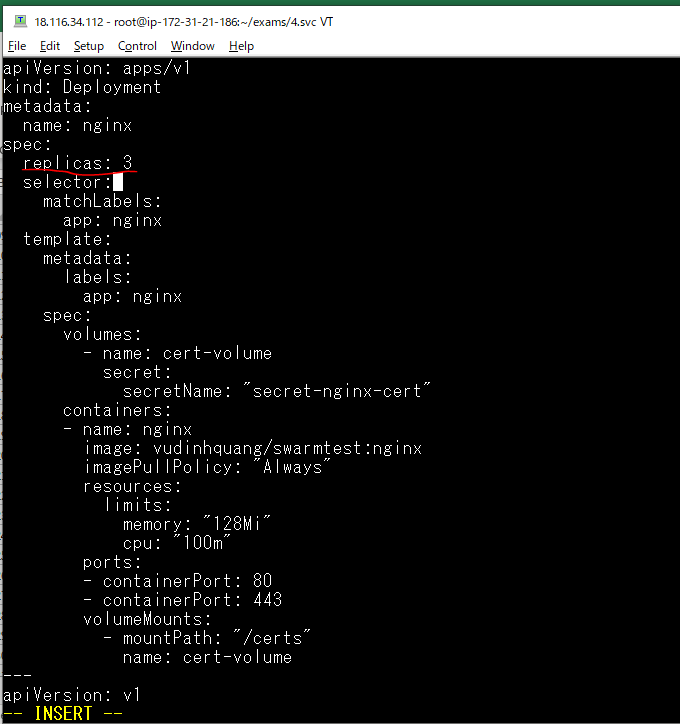 18.116.34.112 - root@ip-172-31-21-186:~/exams/4.svc VT
File Edit Setup Control Window Help
apiVersion: apps/v1
kind: Deployment
metadata:
  name: nginx
spec:
  replicas: 3
  selector:
    matchLabels:
      app: nginx
  template:
    metadata:
      labels:
        app: nginx
    spec:
      volumes:
        - name: cert-volume
          secret:
            secretName: "secret-nginx-cert"
      containers:
      - name: nginx
        image: vudinhquang/swarmtest:nginx
        imagePullPolicy: "Always"
        resources:
          limits:
            memory: "128Mi"
            cpu: "100m"
        ports:
        - containerPort: 80
        - containerPort: 443
        volumeMounts:
          - mountPath: "/certs"
            name: cert-volume
---
apiVersion: v1
-- INSERT --